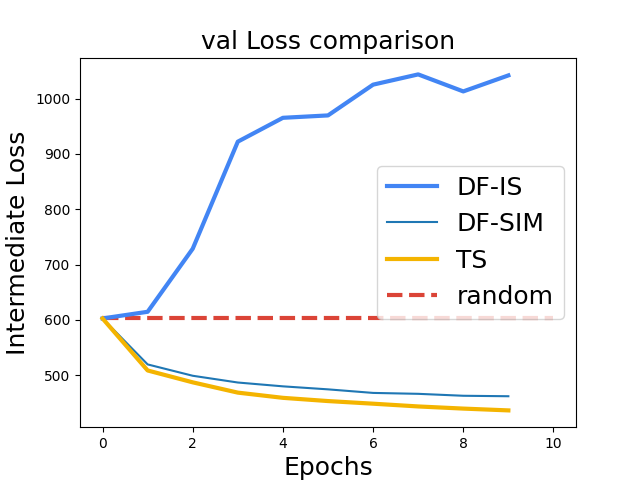 val Loss comparison
Intermediate Loss
1000
900
800
700
600
500
DF-IS
DF-SIM
TS
random
0 2 4 6 8 10
Epochs